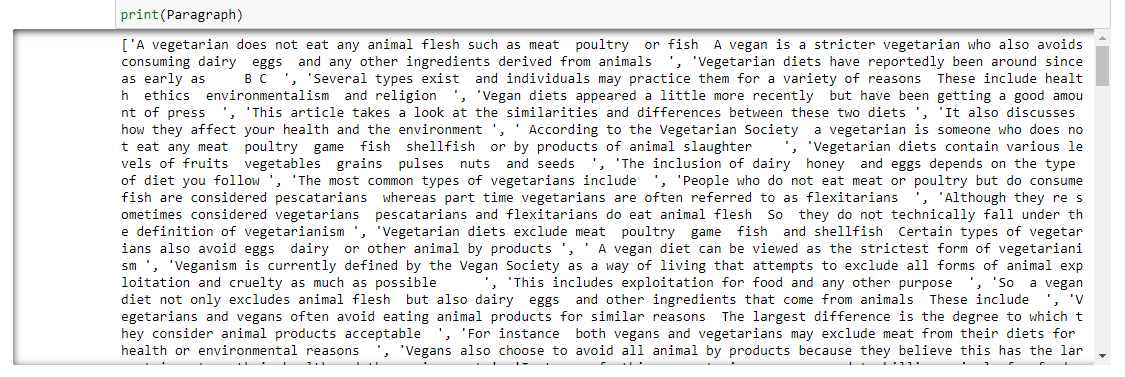 print(Paragraph)
['A vegetarian does not eat any animal flesh such as meat  poultry  or fish  A vegan is a stricter vegetarian who also avoids
consuming dairy  eggs  and any other ingredients derived from animals  ', 'Vegetarian diets have reportedly been around since
as early as     B C  ', 'Several types exist  and individuals may practice them for a variety of reasons  These include healt
h  ethics  environmentalism  and religion  ', 'Vegan diets appeared a little more recently  but have been getting a good amou
nt of press  ', 'This article takes a look at the similarities and differences between these two diets ', 'It also discusses
how they affect your health and the environment ', ' According to the Vegetarian Society  a vegetarian is someone who does no
t eat any meat  poultry  game  fish  shellfish  or by products of animal slaughter    ', 'Vegetarian diets contain various le
vels of fruits  vegetables  grains  pulses  nuts  and seeds  ', 'The inclusion of dairy  honey  and eggs depends on the type
of diet you follow ', 'The most common types of vegetarians include  ', 'People who do not eat meat or poultry but do consume
fish are considered pescatarians  whereas part time vegetarians are often referred to as flexitarians  ', 'Although they re s
ometimes considered vegetarians  pescatarians and flexitarians do eat animal flesh  So  they do not technically fall under th
e definition of vegetarianism ', 'Vegetarian diets exclude meat  poultry  game  fish  and shellfish  Certain types of vegetar
ians also avoid eggs  dairy  or other animal by products ', ' A vegan diet can be viewed as the strictest form of vegetariani
sm ', 'Veganism is currently defined by the Vegan Society as a way of living that attempts to exclude all forms of animal exp
loitation and cruelty as much as possible      ', 'This includes exploitation for food and any other purpose  ', 'So  a vegan
diet not only excludes animal flesh  but also dairy  eggs  and other ingredients that come from animals  These include  ', 'V
egetarians and vegans often avoid eating animal products for similar reasons  The largest difference is the degree to which t
hey consider animal products acceptable  ', 'For instance  both vegans and vegetarians may exclude meat from their diets for
health or environmental reasons  ', 'Vegans also choose to avoid all animal by products because they believe this has the lar